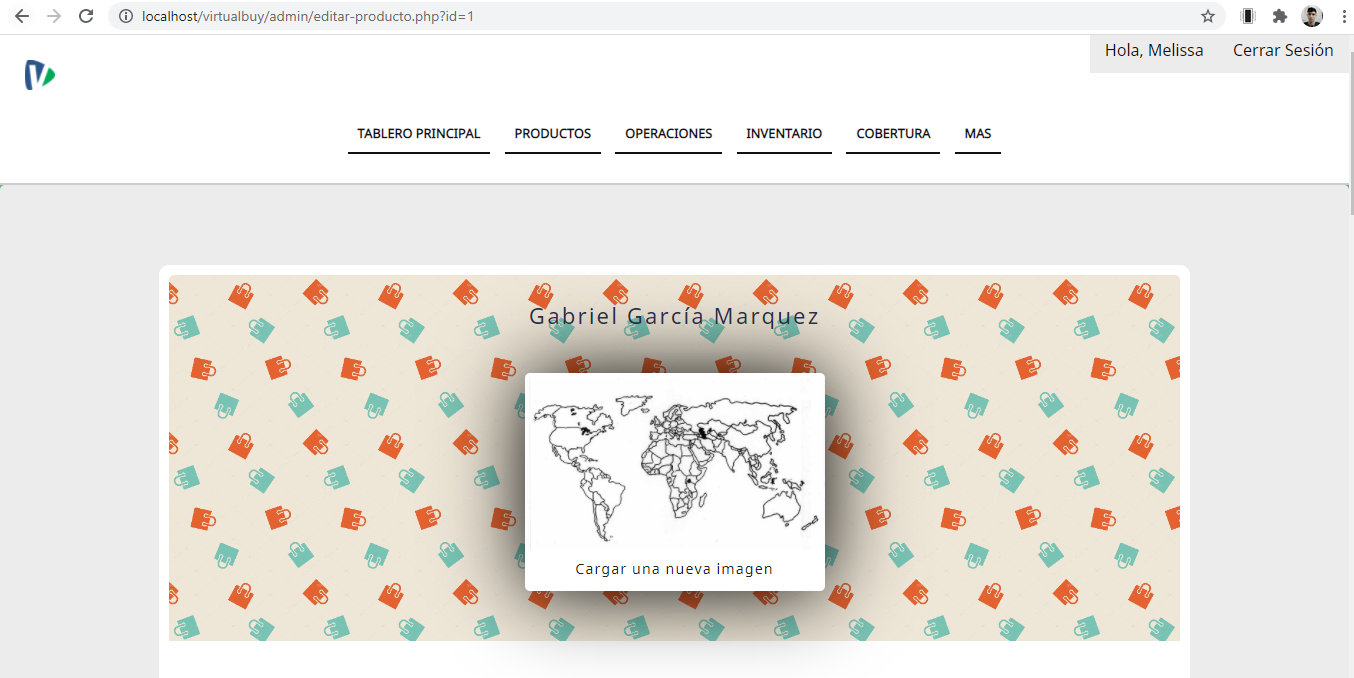 localhost/virtualbuy/admin/editar-producto.php?id=1
Hola, Melissa Cerrar Sesión
TABLERO PRINCIPAL PRODUCTOS OPERACIONES INVENTARIO COBERTURA MAS
Gabriel García Marquez
Cargar una nueva imagen